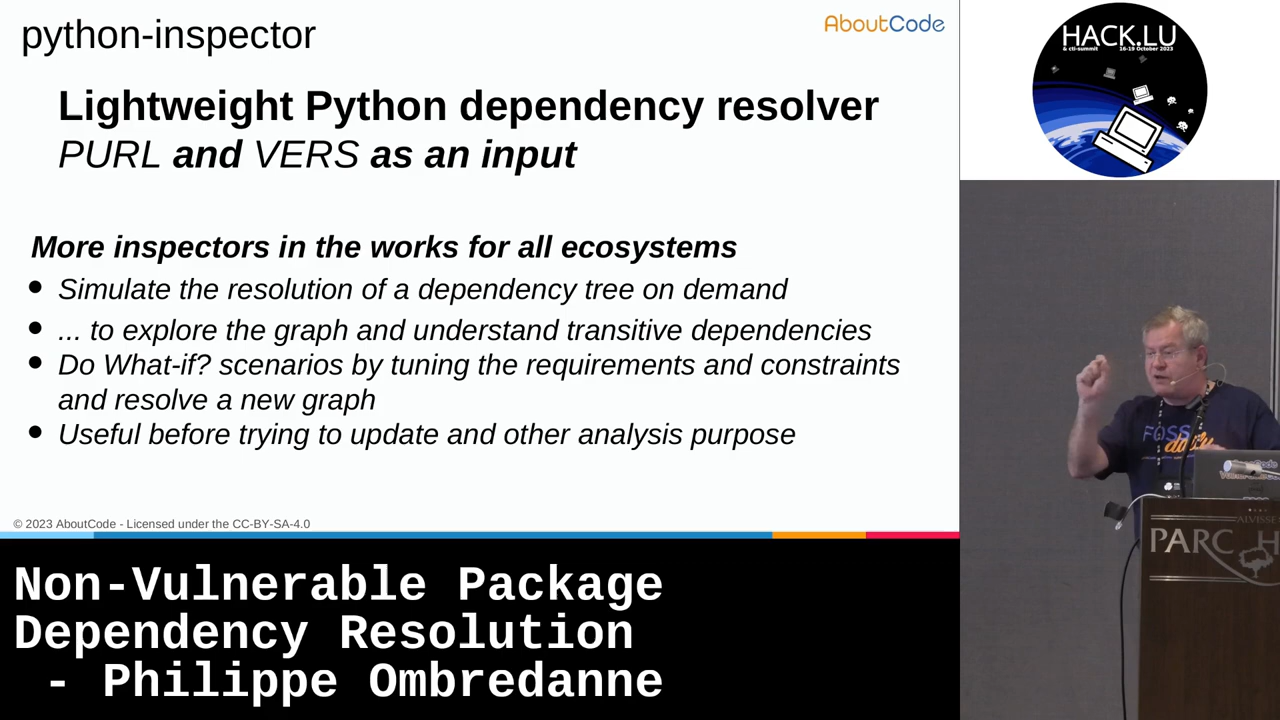 python-inspector
AboutCode
Lightweight Python dependency resolver
PURL and VERS as an input
More inspectors in the works for all ecosystems
Simulate the resolution of a dependency tree on demand
... to explore the graph and understand transitive dependencies
Do What-if? scenarios by tuning the requirements and constraints
and resolve a new graph
Useful before trying to update and other analysis purpose
© 2023 AboutCode - Licensed under the CC-BY-SA-4.0
Non-Vulnerable Package
Dependency Resolution
- Philippe Ombredanne
HACK.LU
& cti-summit 16-19 October 2023
FOSS
ALVISSE
PARC H